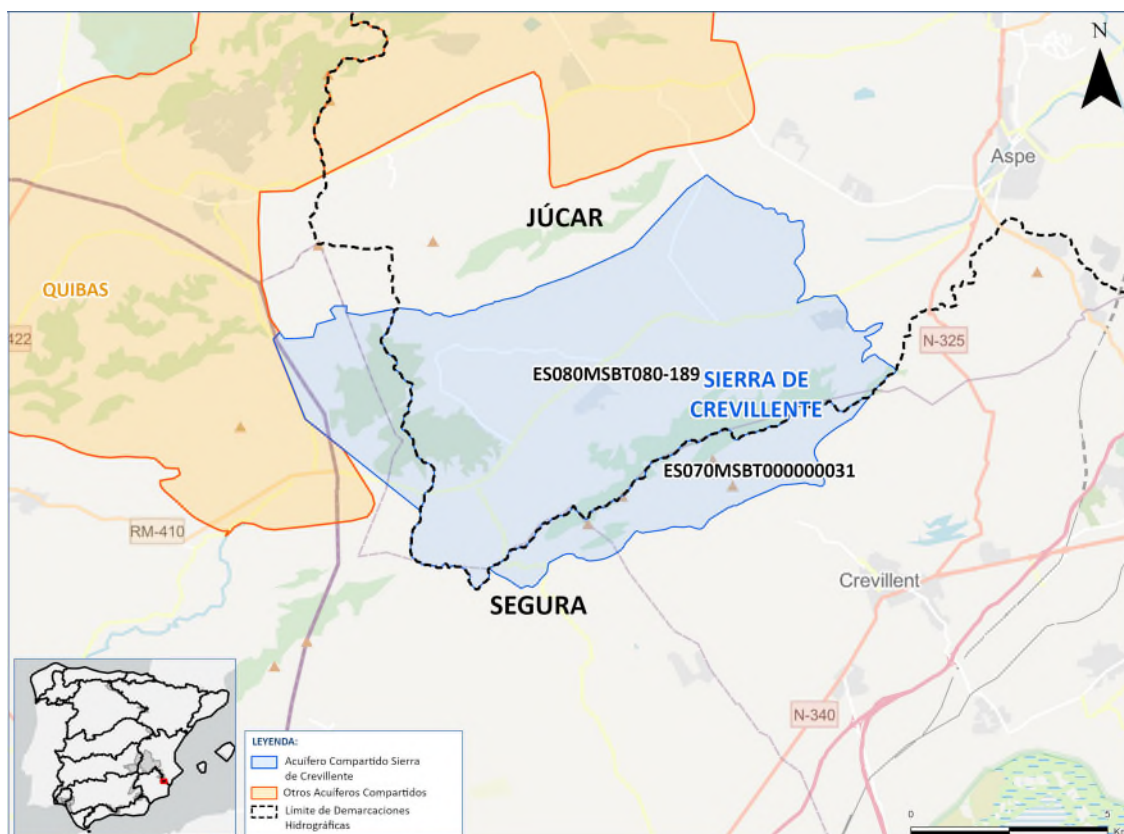 N
Aspe
JÚCAR
QUIBAS
422
N-325
ES080MSBT080-189
SIERRA DE
CREVILLENTE
ES070MSBT000000031
RM-410
Crevillent
SEGURA
N-340
LEYENDA:
Acuífero Compartido Sierra
de Crevillente
Otros Acuíferos Compartidos
Límite de Demarcaciones
Hidrográficas
0 5